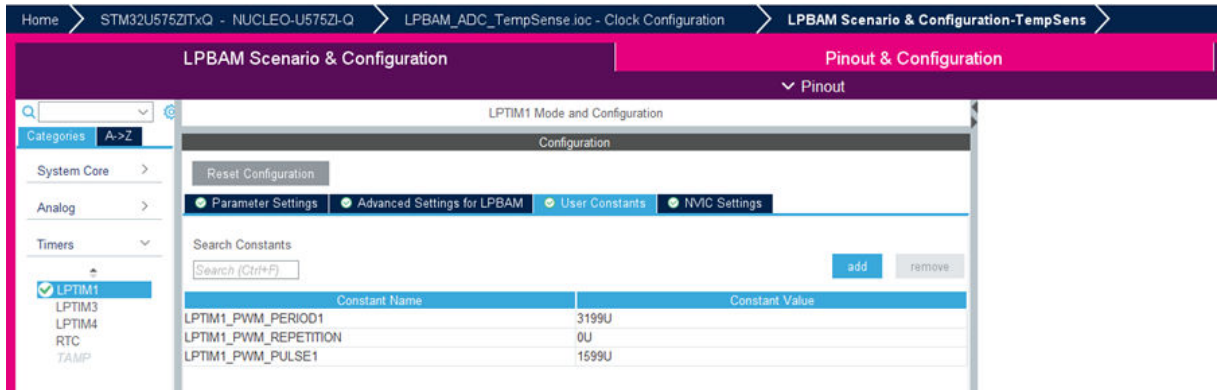 Home STM32U575ZITxQ - NUCLEO-U575ZI-Q LPBAM_ADC_TempSense.ioc - Clock Configuration LPBAM Scenario & Configuration-TempSens
LPBAM Scenario & Configuration Pinout & Configuration
Pinout
LPTIM1 Mode and Configuration
Categories A->Z
Configuration
System Core
Reset Configuration
Analog
Parameter Settings Advanced Settings for LPBAM User Constants NVIC Settings
Timers
Search Constants
Search (Ctrl+F) add remove
LPTIM1
LPTIM3
LPTIM4
RTC
TAMP
Constant Name Constant Value
LPTIM1_PWM_PERIOD1 3199U
LPTIM1_PWM_REPETITION 0U
LPTIM1_PWM_PULSE1 1599U